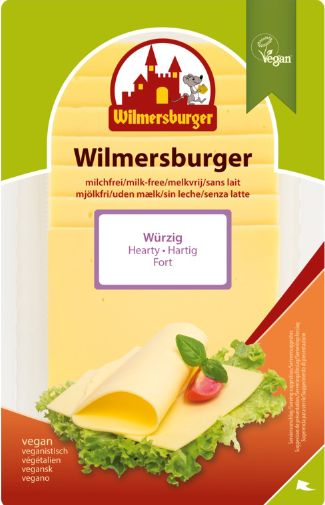 Vegan
Wilmersburger
Wilmersburger
milchfrei/milk-free/melkvrij/sans lait
mjölkfri/uden mælk/sin leche/senza latte
Würzig
Hearty • Hartig
Fort
vegan
veganistisch
végétalien
vegansk
vegano